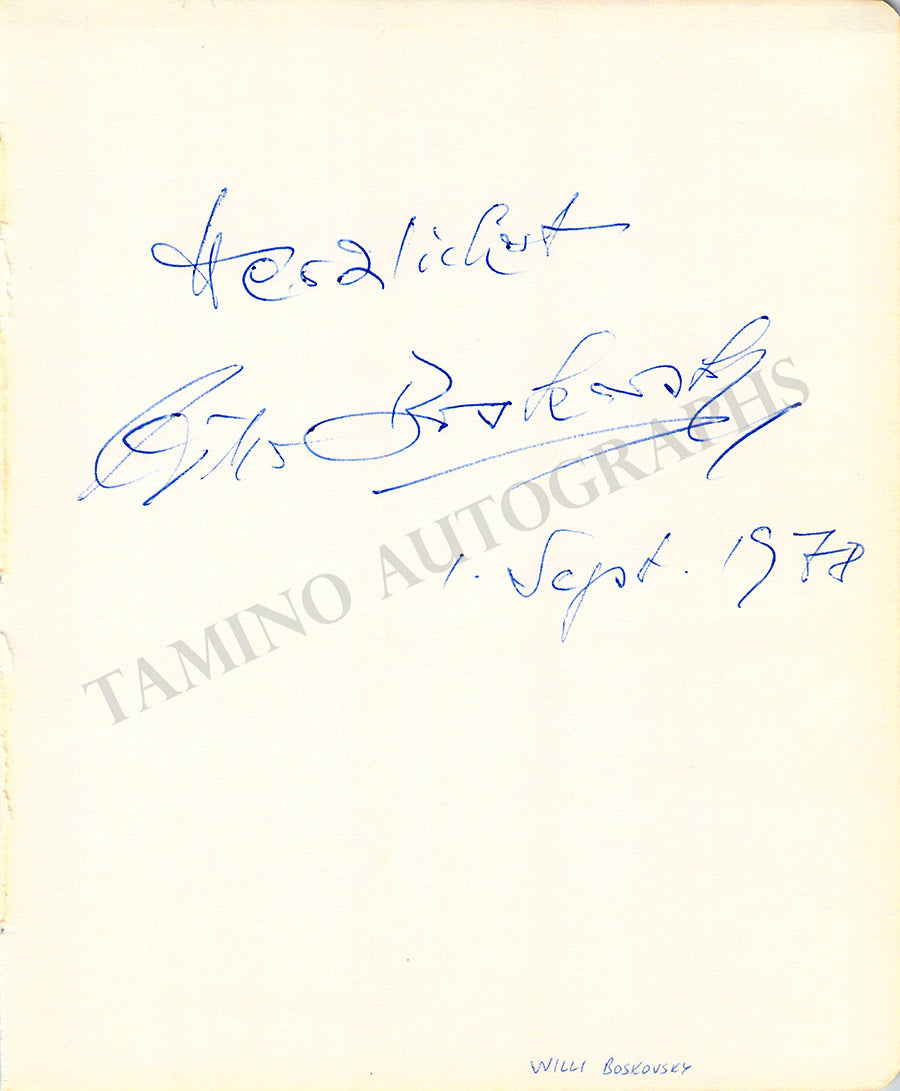 Herzlichst
Willi Boskovsky
1. Sept. 1978
TAMINO AUTOGRAPHS
WILLI BOSKOVSKY